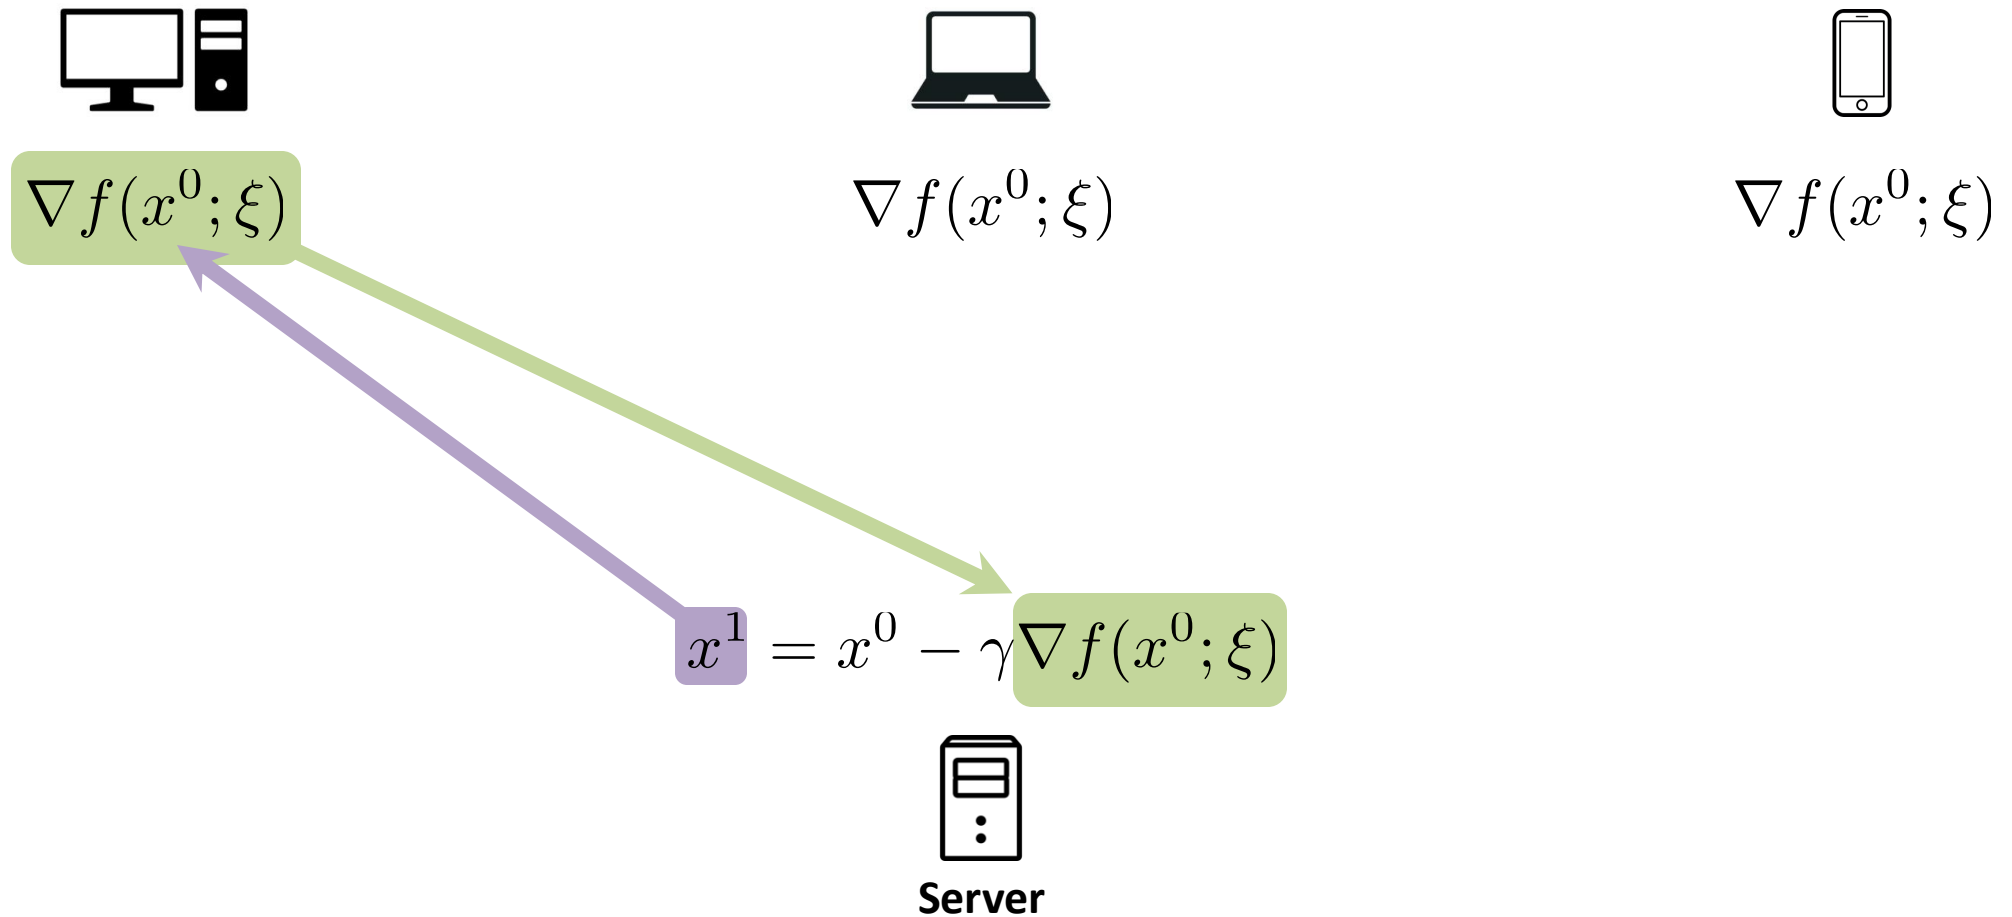 ∇f(x⁰; ξ) ∇f(x⁰; ξ) ∇f(x⁰; ξ)
x¹ = x⁰ − γ∇f(x⁰; ξ)
Server